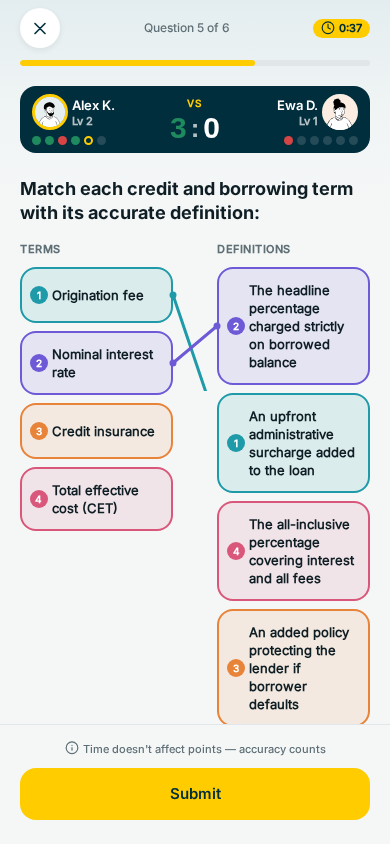 Question 5 of 6
0:37
Alex K.
Lv 2
VS
3 : 0
Ewa D.
Lv 1
Match each credit and borrowing term
with its accurate definition:
TERMS
1 Origination fee
2 Nominal interest
rate
3 Credit insurance
4 Total effective
cost (CET)
DEFINITIONS
2 The headline
percentage
charged strictly
on borrowed
balance
1 An upfront
administrative
surcharge added
to the loan
4 The all-inclusive
percentage
covering interest
and all fees
3 An added policy
protecting the
lender if
borrower
defaults
Time doesn't affect points — accuracy counts
Submit